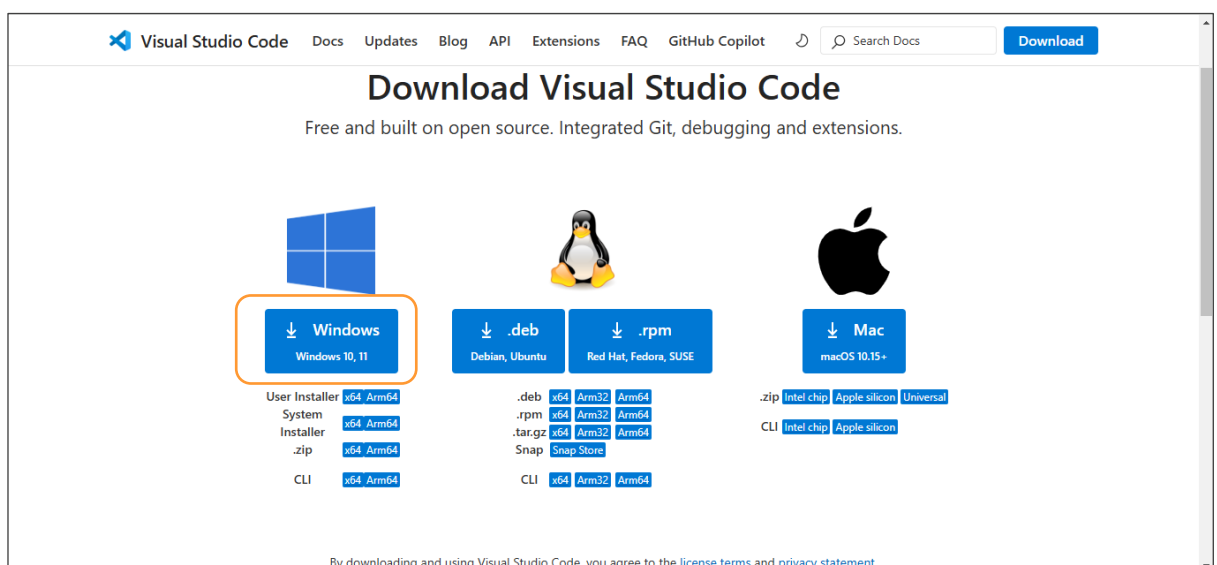 Visual Studio Code Docs Updates Blog API Extensions FAQ GitHub Copilot Search Docs Download
Download Visual Studio Code
Free and built on open source. Integrated Git, debugging and extensions.
Windows
Windows 10, 11
.deb
Debian, Ubuntu
.rpm
Red Hat, Fedora, SUSE
Mac
macOS 10.15+
User Installer x64 Arm64
System
Installer x64 Arm64
.zip x64 Arm64
CLI x64 Arm64
.deb x64 Arm32 Arm64
.rpm x64 Arm32 Arm64
.tar.gz x64 Arm32 Arm64
Snap Snap Store
CLI x64 Arm32 Arm64
.zip Intel chip Apple silicon Universal
CLI Intel chip Apple silicon
By downloading and using Visual Studio Code, you agree to the license terms and privacy statement